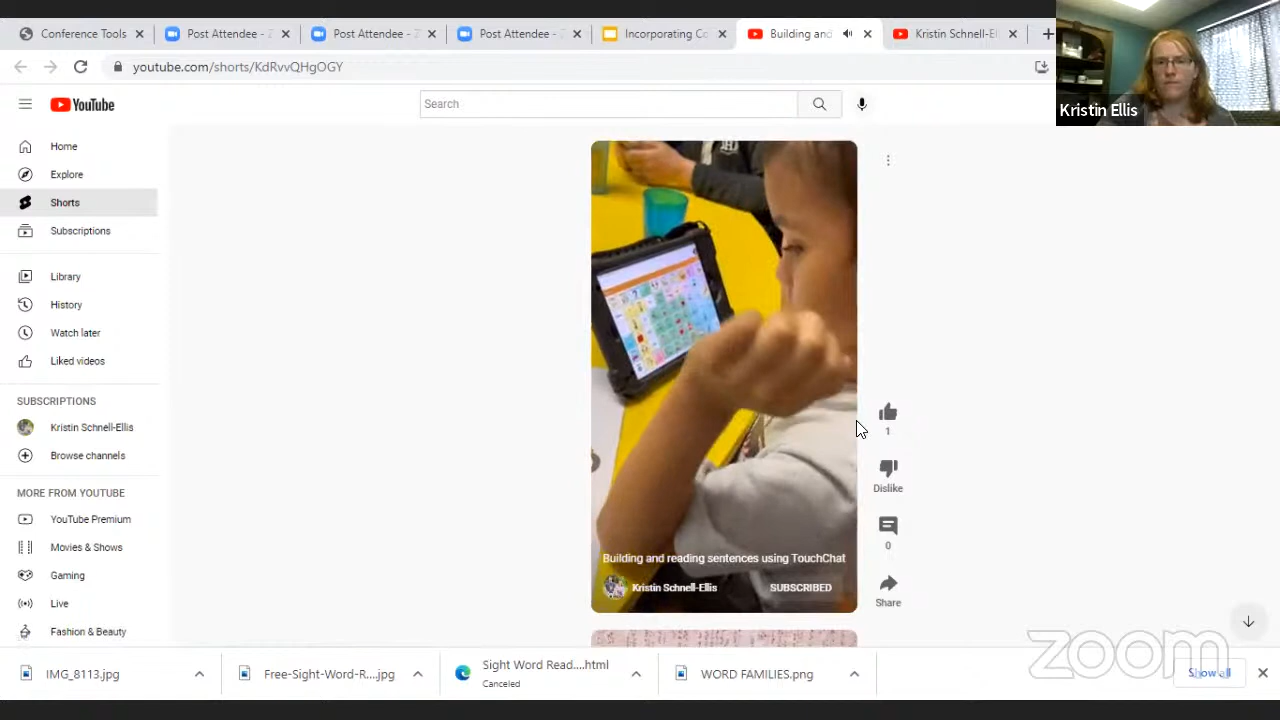 Conference Tools
Post Attendee - Z
Post Attendee - Z
Post Attendee - Z
Incorporating Co
Building and
Kristin Schnell-El
youtube.com/shorts/KdRvvQHgOGY
YouTube
Search
Kristin Ellis
Home
Explore
Shorts
Subscriptions
Library
History
Watch later
Liked videos
SUBSCRIPTIONS
Kristin Schnell-Ellis
Browse channels
MORE FROM YOUTUBE
YouTube Premium
Movies & Shows
Gaming
Live
Fashion & Beauty
1
Dislike
0
Share
Building and reading sentences using TouchChat
Kristin Schnell-Ellis
SUBSCRIBED
IMG_8113.jpg
Free-Sight-Word-R....jpg
Sight Word Read....html
Canceled
WORD FAMILIES.png
Show all
zoom